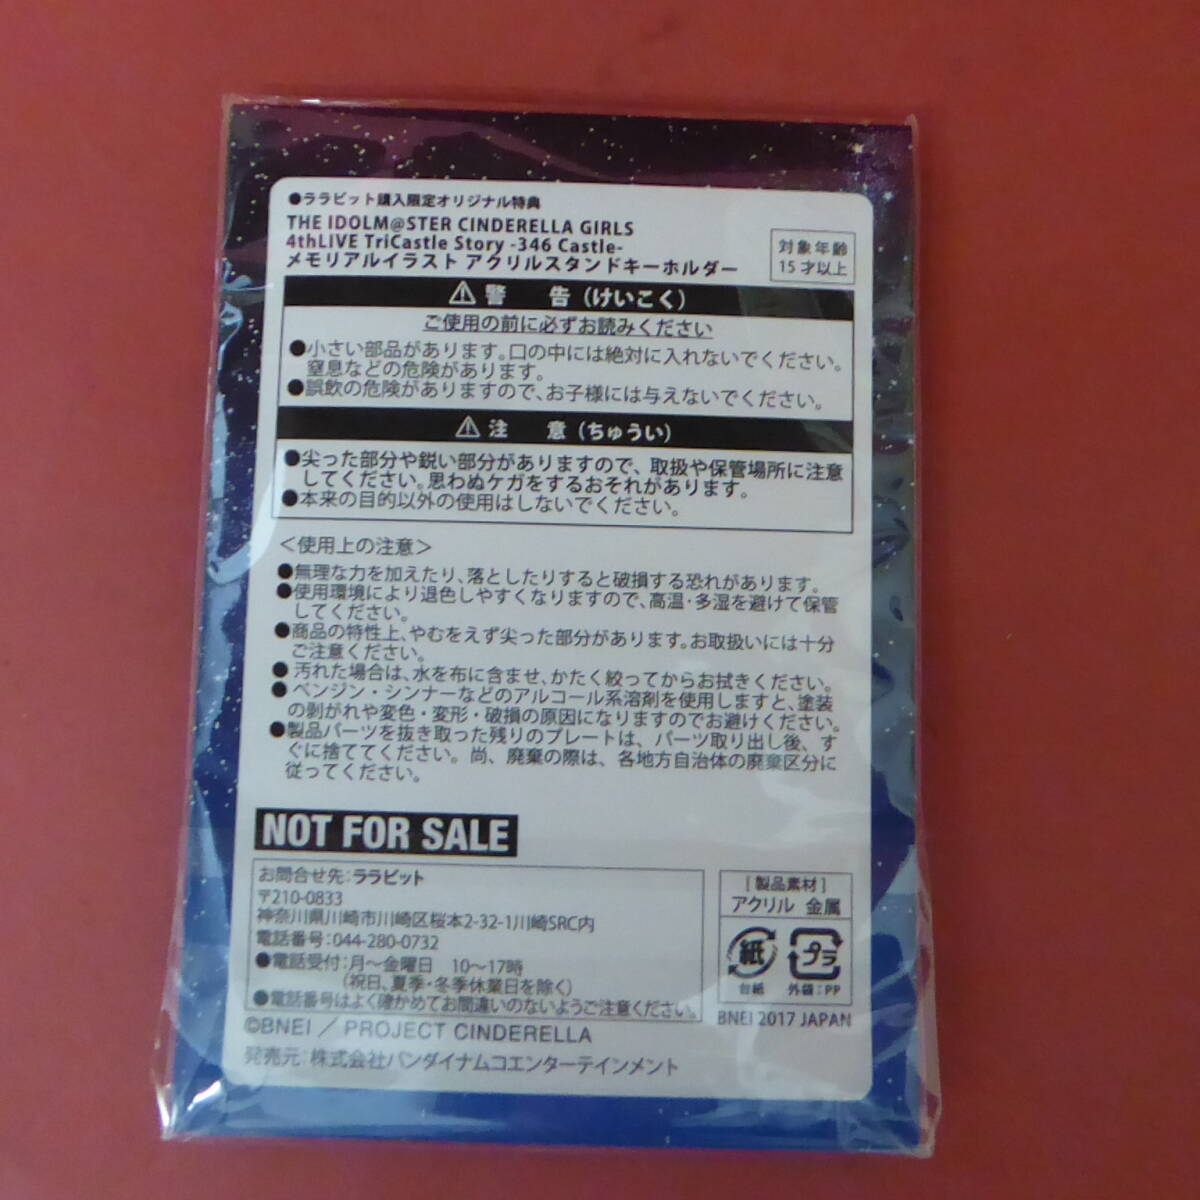 ●ララビット購入限定オリジナル特典
THE IDOLM@STER CINDERELLA GIRLS
4thLIVE TriCastle Story -346 Castle-
メモリアルイラスト アクリルスタンドキーホルダー
対象年齢
15才以上
⚠警 告(けいこく)
ご使用の前に必ずお読みください
●小さい部品があります。口の中には絶対に入れないでください。
窒息などの危険があります。
●誤飲の危険がありますので、お子様には与えないでください。
⚠注 意(ちゅうい)
●尖った部分や鋭い部分がありますので、取扱や保管場所に注意
してください。思わぬケガをするおそれがあります。
●本来の目的以外の使用はしないでください。
＜使用上の注意＞
●無理な力を加えたり、落としたりすると破損する恐れがあります。
●使用環境により退色しやすくなりますので、高温・多湿を避けて保管
してください。
●商品の特性上、やむをえず尖った部分があります。お取扱いには十分
ご注意ください。
●汚れた場合は、水を布に含ませ、かたく絞ってからお拭きください。
●ベンジン・シンナーなどのアルコール系溶剤を使用しますと、塗装
の剥がれや変色・変形・破損の原因になりますのでお避けください。
●製品パーツを抜き取った残りのプレートは、パーツ取り出し後、す
ぐに捨ててください。尚、廃棄の際は、各地方自治体の廃棄区分に
従ってください。
NOT FOR SALE
お問合せ先：ララビット
〒210-0833
神奈川県川崎市川崎区桜本2-32-1川崎SRC内
電話番号：044-280-0732
●電話受付：月～金曜日 10～17時
(祝日、夏季・冬季休業日を除く)
●電話番号はよく確かめてお間違いのないようご注意ください。
[製品素材]
アクリル 金属
紙
プラ
台紙
外袋：PP
BNEI 2017 JAPAN
©BNEI／PROJECT CINDERELLA
発売元：株式会社バンダイナムコエンターテインメント